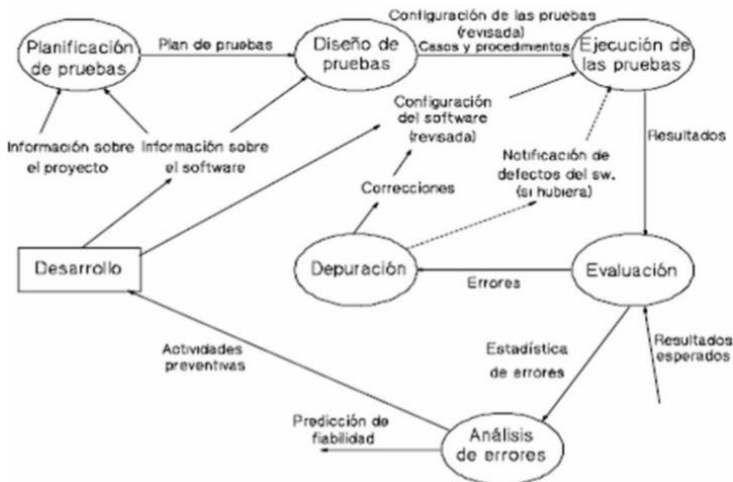 Planificación
de pruebas
Plan de pruebas
Diseño de
pruebas
Configuración de las pruebas
(revisada)
Casos y procedimientos
Ejecución de
las pruebas
Información sobre
el proyecto
Información sobre
el software
Configuración
del software
(revisada)
Resultados
Notificación de
defectos del sw.
(si hubiera)
Correcciones
Desarrollo
Depuración
Errores
Evaluación
Actividades
preventivas
Estadística
de errores
Resultados
esperados
Predicción de
fiabilidad
Análisis
de errores